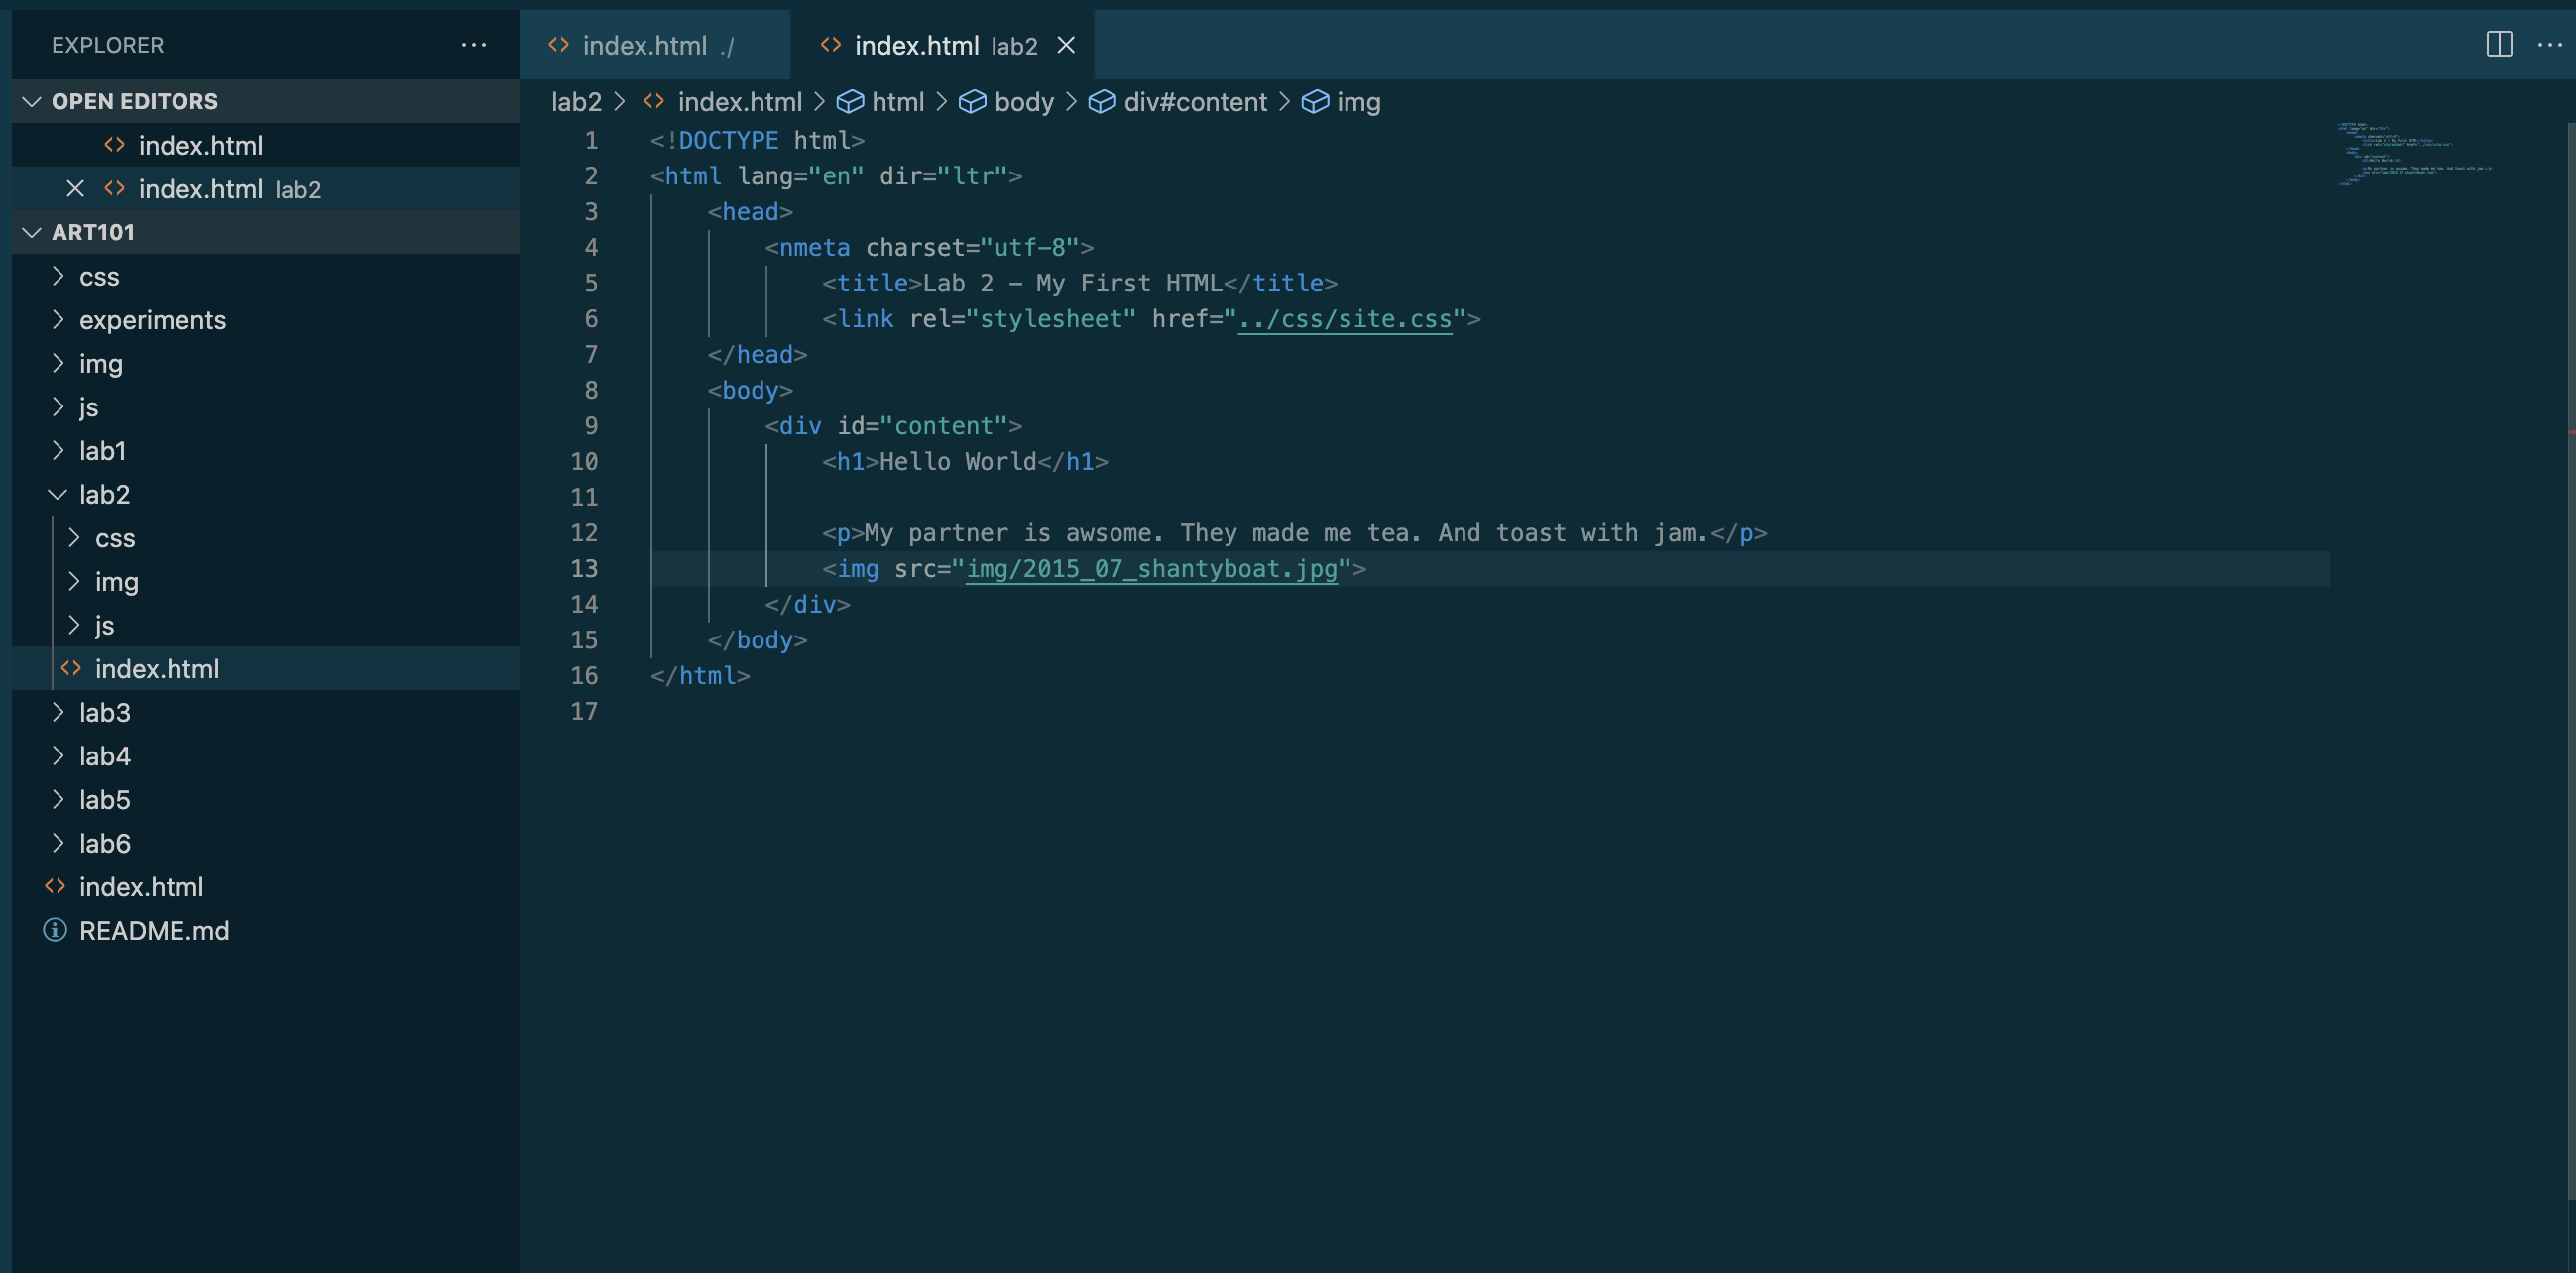 EXPLORER
OPEN EDITORS
index.html
index.html lab2
ART101
css
experiments
img
js
lab1
lab2
css
img
js
index.html
lab3
lab4
lab5
lab6
index.html
README.md
index.html ./
index.html lab2
lab2 > index.html > html > body > div#content > img
1 <!DOCTYPE html>
2 <html lang="en" dir="ltr">
3 <head>
4 <nmeta charset="utf-8">
5 <title>Lab 2 - My First HTML</title>
6 <link rel="stylesheet" href="../css/site.css">
7 </head>
8 <body>
9 <div id="content">
10 <h1>Hello World</h1>
11
12 <p>My partner is awsome. They made me tea. And toast with jam.</p>
13 <img src="img/2015_07_shantyboat.jpg">
14 </div>
15 </body>
16 </html>
17